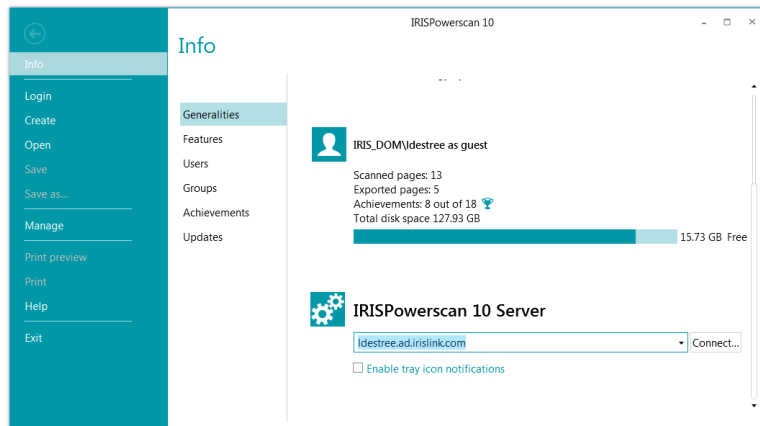 IRISPowerscan 10
Info
Info
Login
Create
Open
Save
Save as...
Manage
Print preview
Print
Help
Exit
Generalities
Features
Users
Groups
Achievements
Updates
IRIS_DOM\ldestree as guest
Scanned pages: 13
Exported pages: 5
Achievements: 8 out of 18
Total disk space 127.93 GB
15.73 GB Free
IRISPowerscan 10 Server
ldestree.ad.irislink.com
Connect...
Enable tray icon notifications